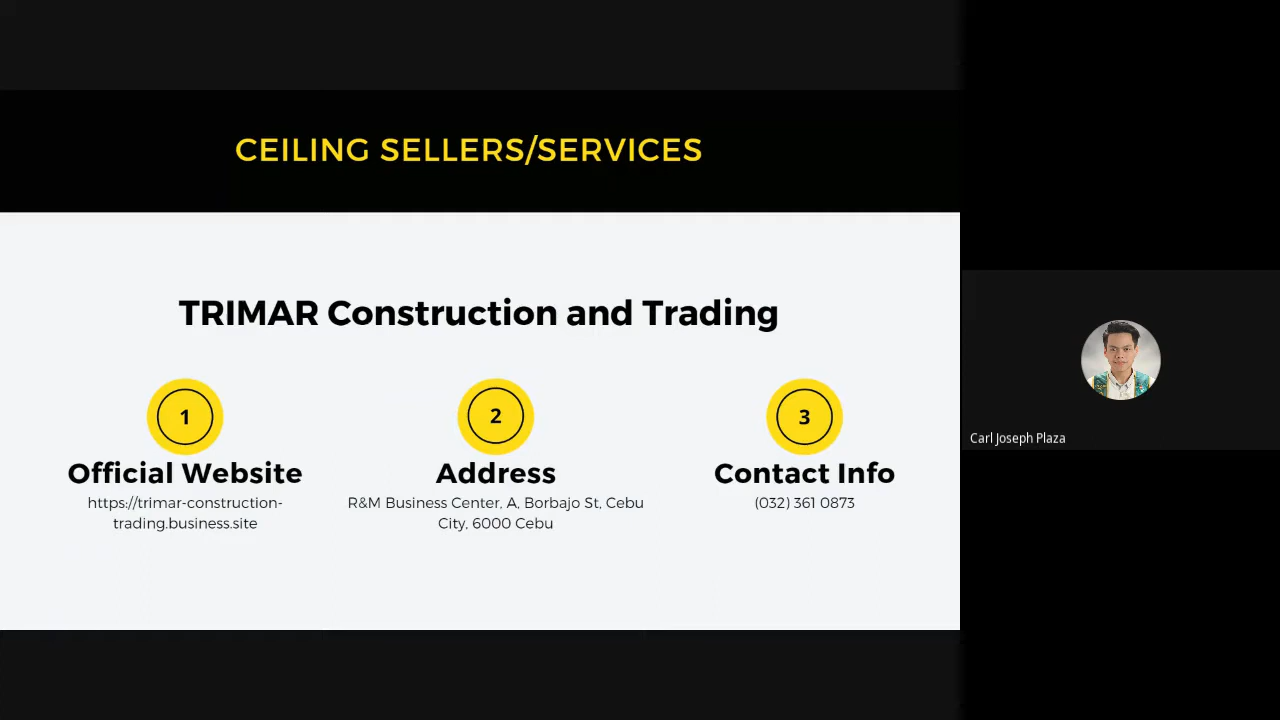 CEILING SELLERS/SERVICES
TRIMAR Construction and Trading
1
Official Website
https://trimar-construction-
trading.business.site
2
Address
R&M Business Center, A, Borbajo St, Cebu
City, 6000 Cebu
3
Contact Info
(032) 361 0873
Carl Joseph Plaza